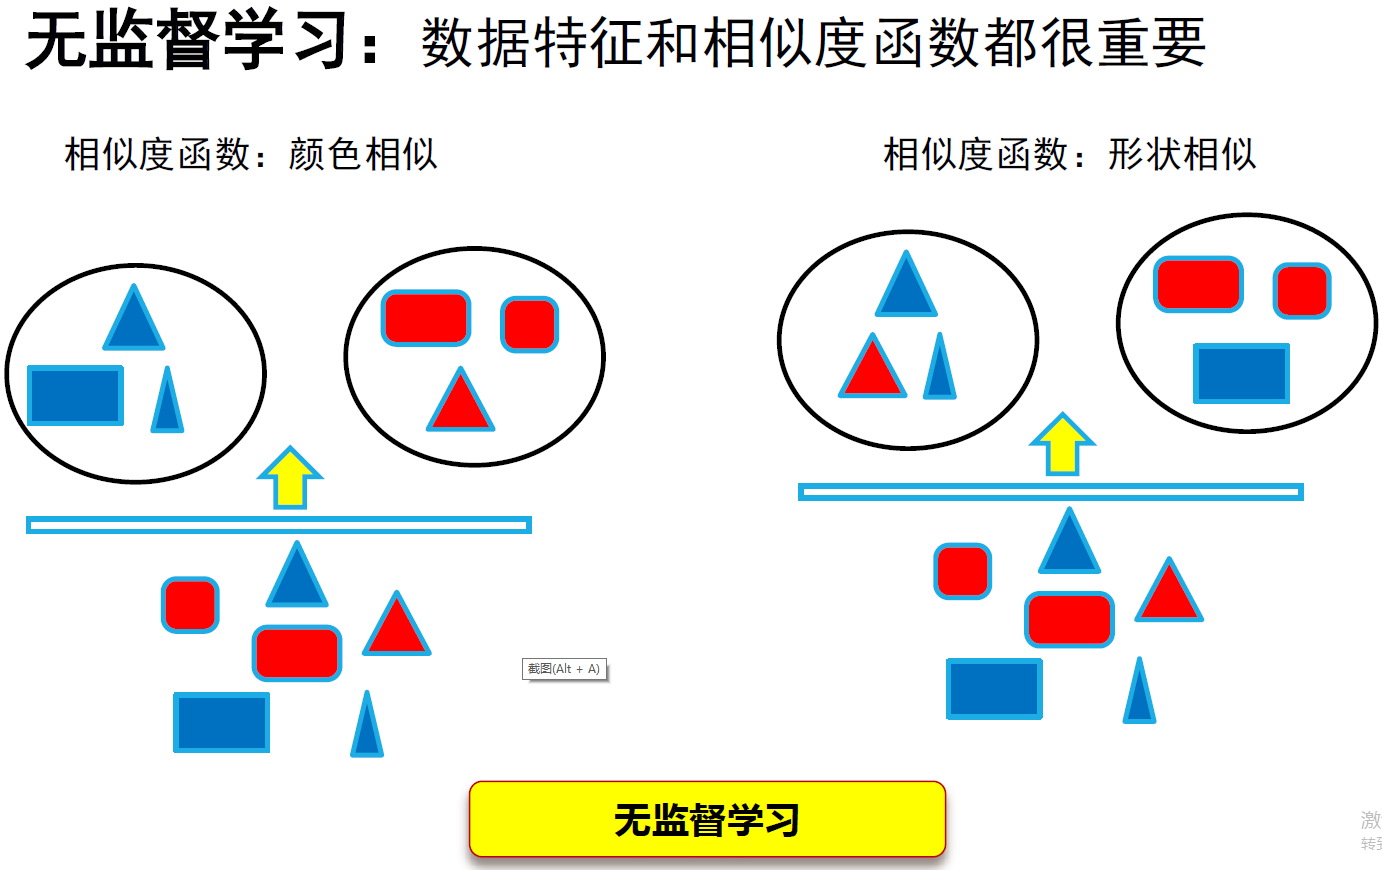 无监督学习：数据特征和相似度函数都很重要
相似度函数：颜色相似
相似度函数：形状相似
截图(Alt + A)
无监督学习
激
转到